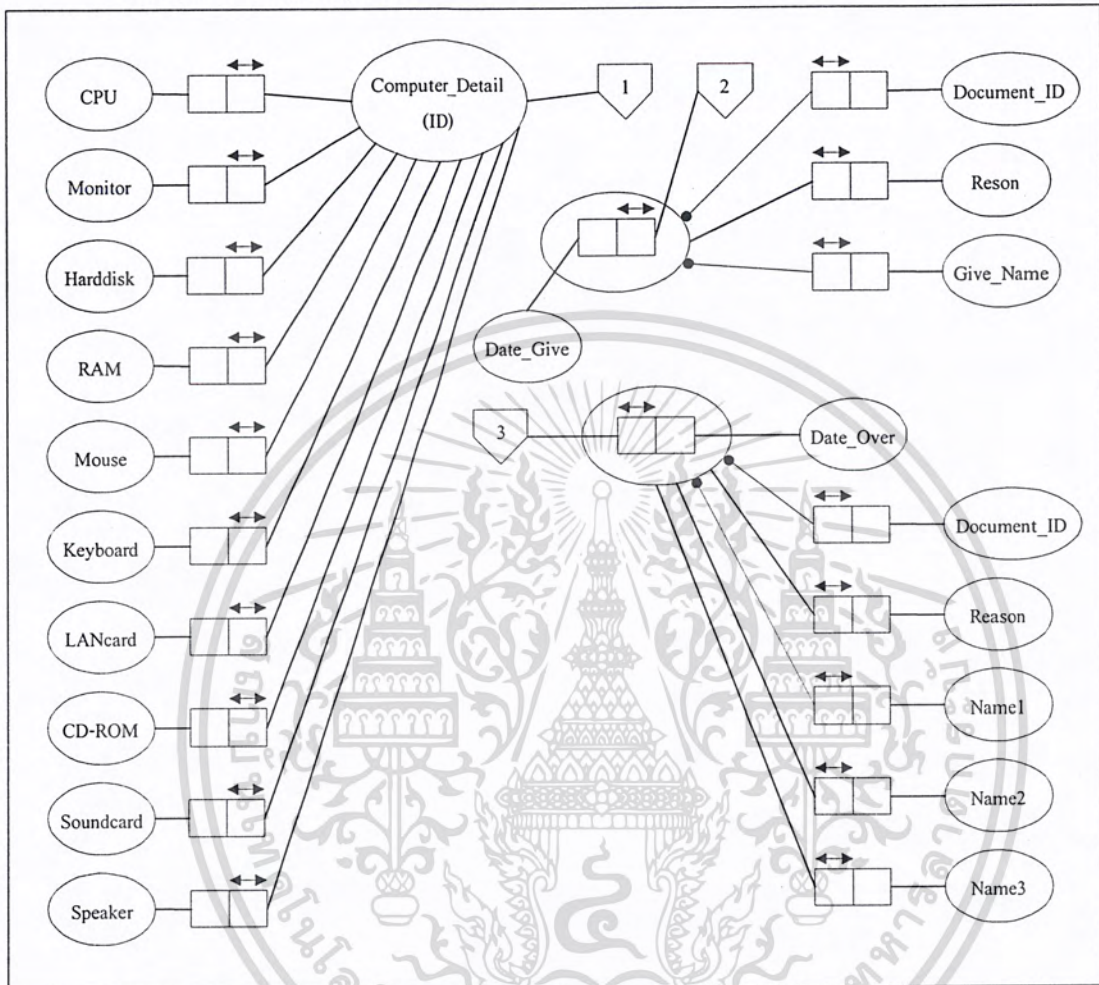 CPU
Monitor
Harddisk
RAM
Mouse
Keyboard
LANcard
CD-ROM
Soundcard
Speaker
Computer_Detail
(ID)
1
2
Document_ID
Reson
Give_Name
Date_Give
3
Date_Over
Document_ID
Reason
Name1
Name2
Name3